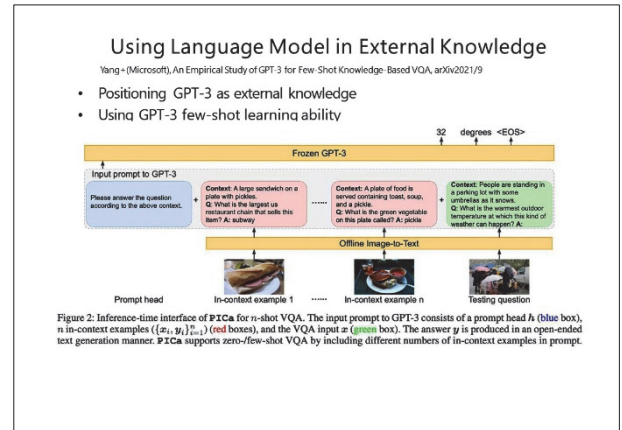 Using Language Model in External Knowledge
Yang+(Microsoft), An Empirical Study of GPT-3 for Few-Shot Knowledge-Based VQA, arXiv2021/9
• Positioning GPT-3 as external knowledge
• Using GPT-3 few-shot learning ability
32 degrees <EOS>
Frozen GPT-3
Input prompt to GPT-3
Please answer the question
according to the above context.
+
Context: A large sandwich on a
plate with pickles.
Q: What is the largest us
restaurant chain that sells this
item? A: subway
......
Context: A plate of food is
served containing toast, soup,
and a pickle.
Q: What is the green vegetable
on this plate called? A: pickle
+
Context: People are standing in
a parking lot with some
umbrellas as it snows.
Q: What is the warmest outdoor
temperature at which this kind of
weather can happen? A:
Offline Image-to-Text
Prompt head
In-context example 1
......
In-context example n
Testing question
Figure 2: Inference-time interface of PICa for n-shot VQA. The input prompt to GPT-3 consists of a prompt head h (blue box),
n in-context examples ({xᵢ, yᵢ}ⁿᵢ₌₁) (red boxes), and the VQA input x (green box). The answer y is produced in an open-ended
text generation manner. PICa supports zero-/few-shot VQA by including different numbers of in-context examples in prompt.